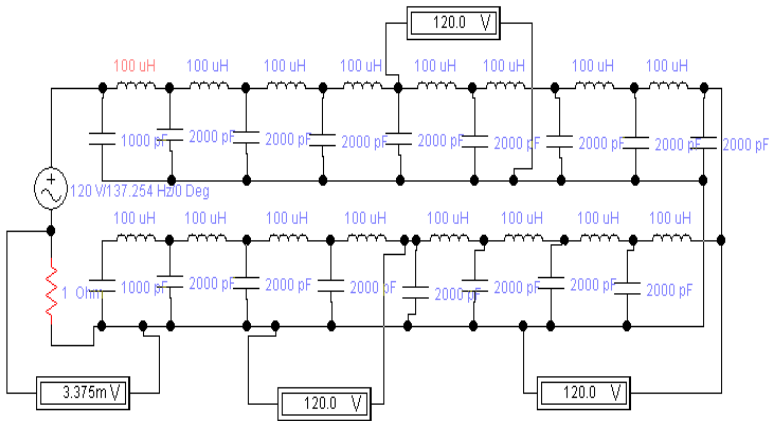 120.0 V
100 uH 100 uH 100 uH 100 uH 100 uH 100 uH 100 uH 100 uH
1000 pF 2000 pF 2000 pF 2000 pF 2000 pF 2000 pF 2000 pF 2000 pF 2000 pF
120 V/137.254 Hz/0 Deg
100 uH 100 uH 100 uH 100 uH 100 uH 100 uH 100 uH 100 uH
1 Ohm 1000 pF 2000 pF 2000 pF 2000 pF 2000 pF 2000 pF 2000 pF 2000 pF
3.375m V 120.0 V 120.0 V